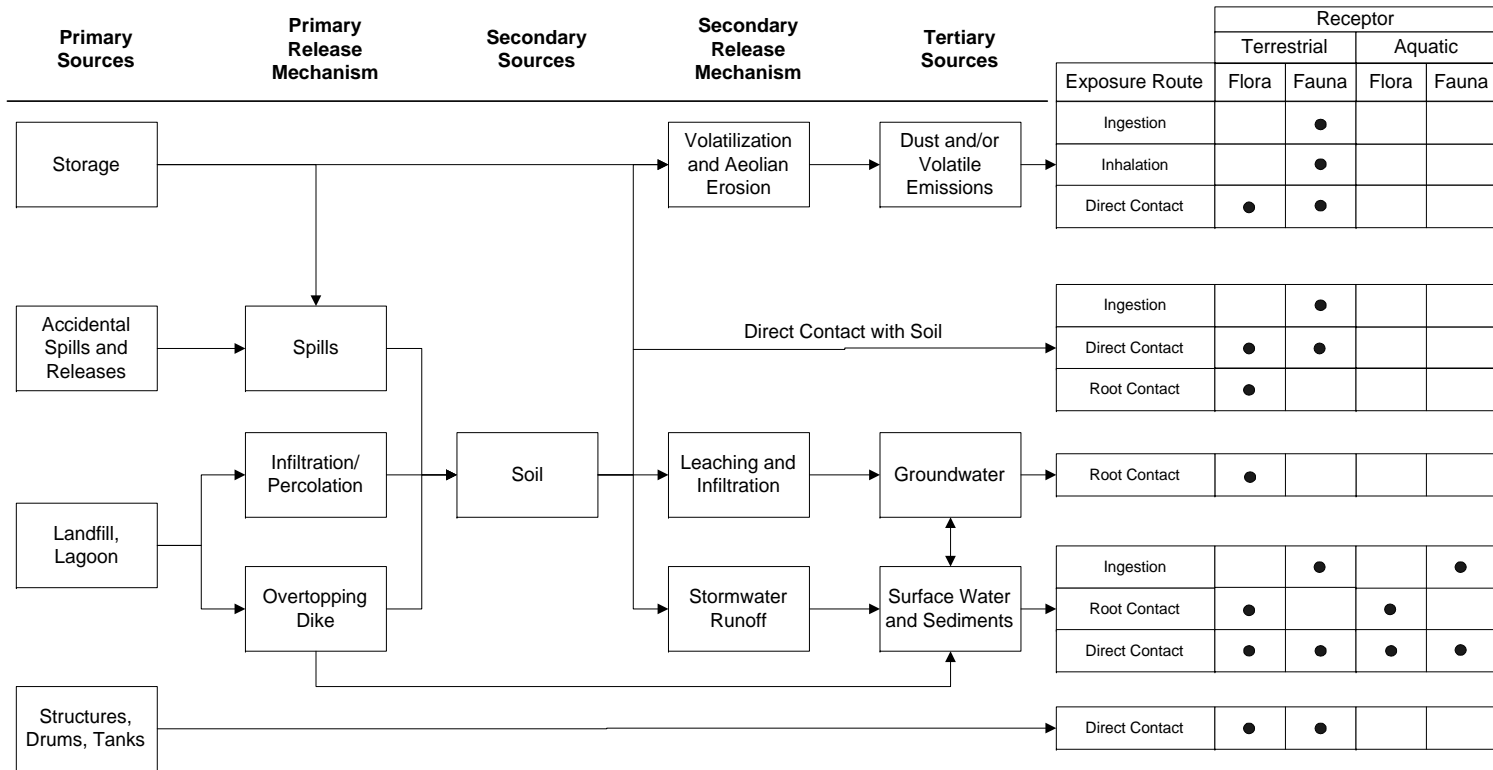 Primary
Sources
Primary
Release
Mechanism
Secondary
Sources
Secondary
Release
Mechanism
Tertiary
Sources
Receptor
Terrestrial
Aquatic
Exposure Route
Flora
Fauna
Flora
Fauna
Storage
Volatilization
and Aeolian
Erosion
Dust and/or
Volatile
Emissions
Ingestion
Inhalation
Direct Contact
Accidental
Spills and
Releases
Spills
Direct Contact with Soil
Ingestion
Direct Contact
Root Contact
Landfill,
Lagoon
Infiltration/
Percolation
Soil
Leaching and
Infiltration
Groundwater
Root Contact
Overtopping
Dike
Stormwater
Runoff
Surface Water
and Sediments
Ingestion
Root Contact
Direct Contact
Structures,
Drums, Tanks
Direct Contact